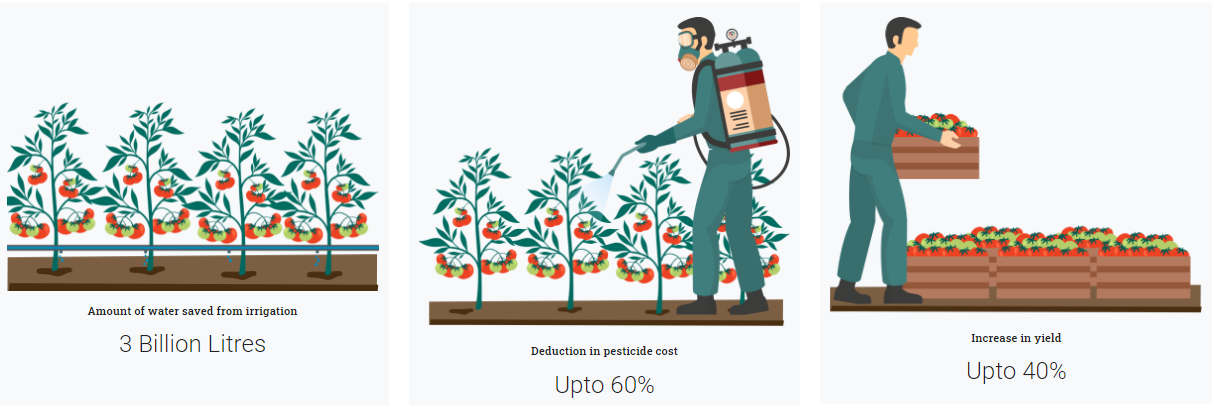 Amount of water saved from irrigation
3 Billion Litres
Deduction in pesticide cost
Upto 60%
Increase in yield
Upto 40%